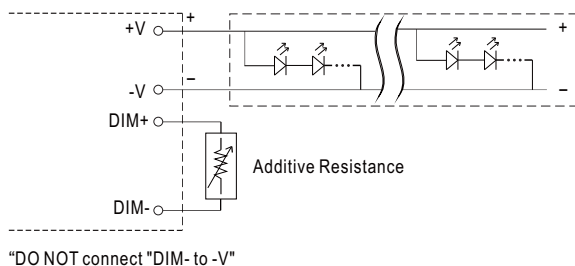 +
+V
+
–
-V
–
DIM+
Additive Resistance
DIM-
“DO NOT connect "DIM- to -V"